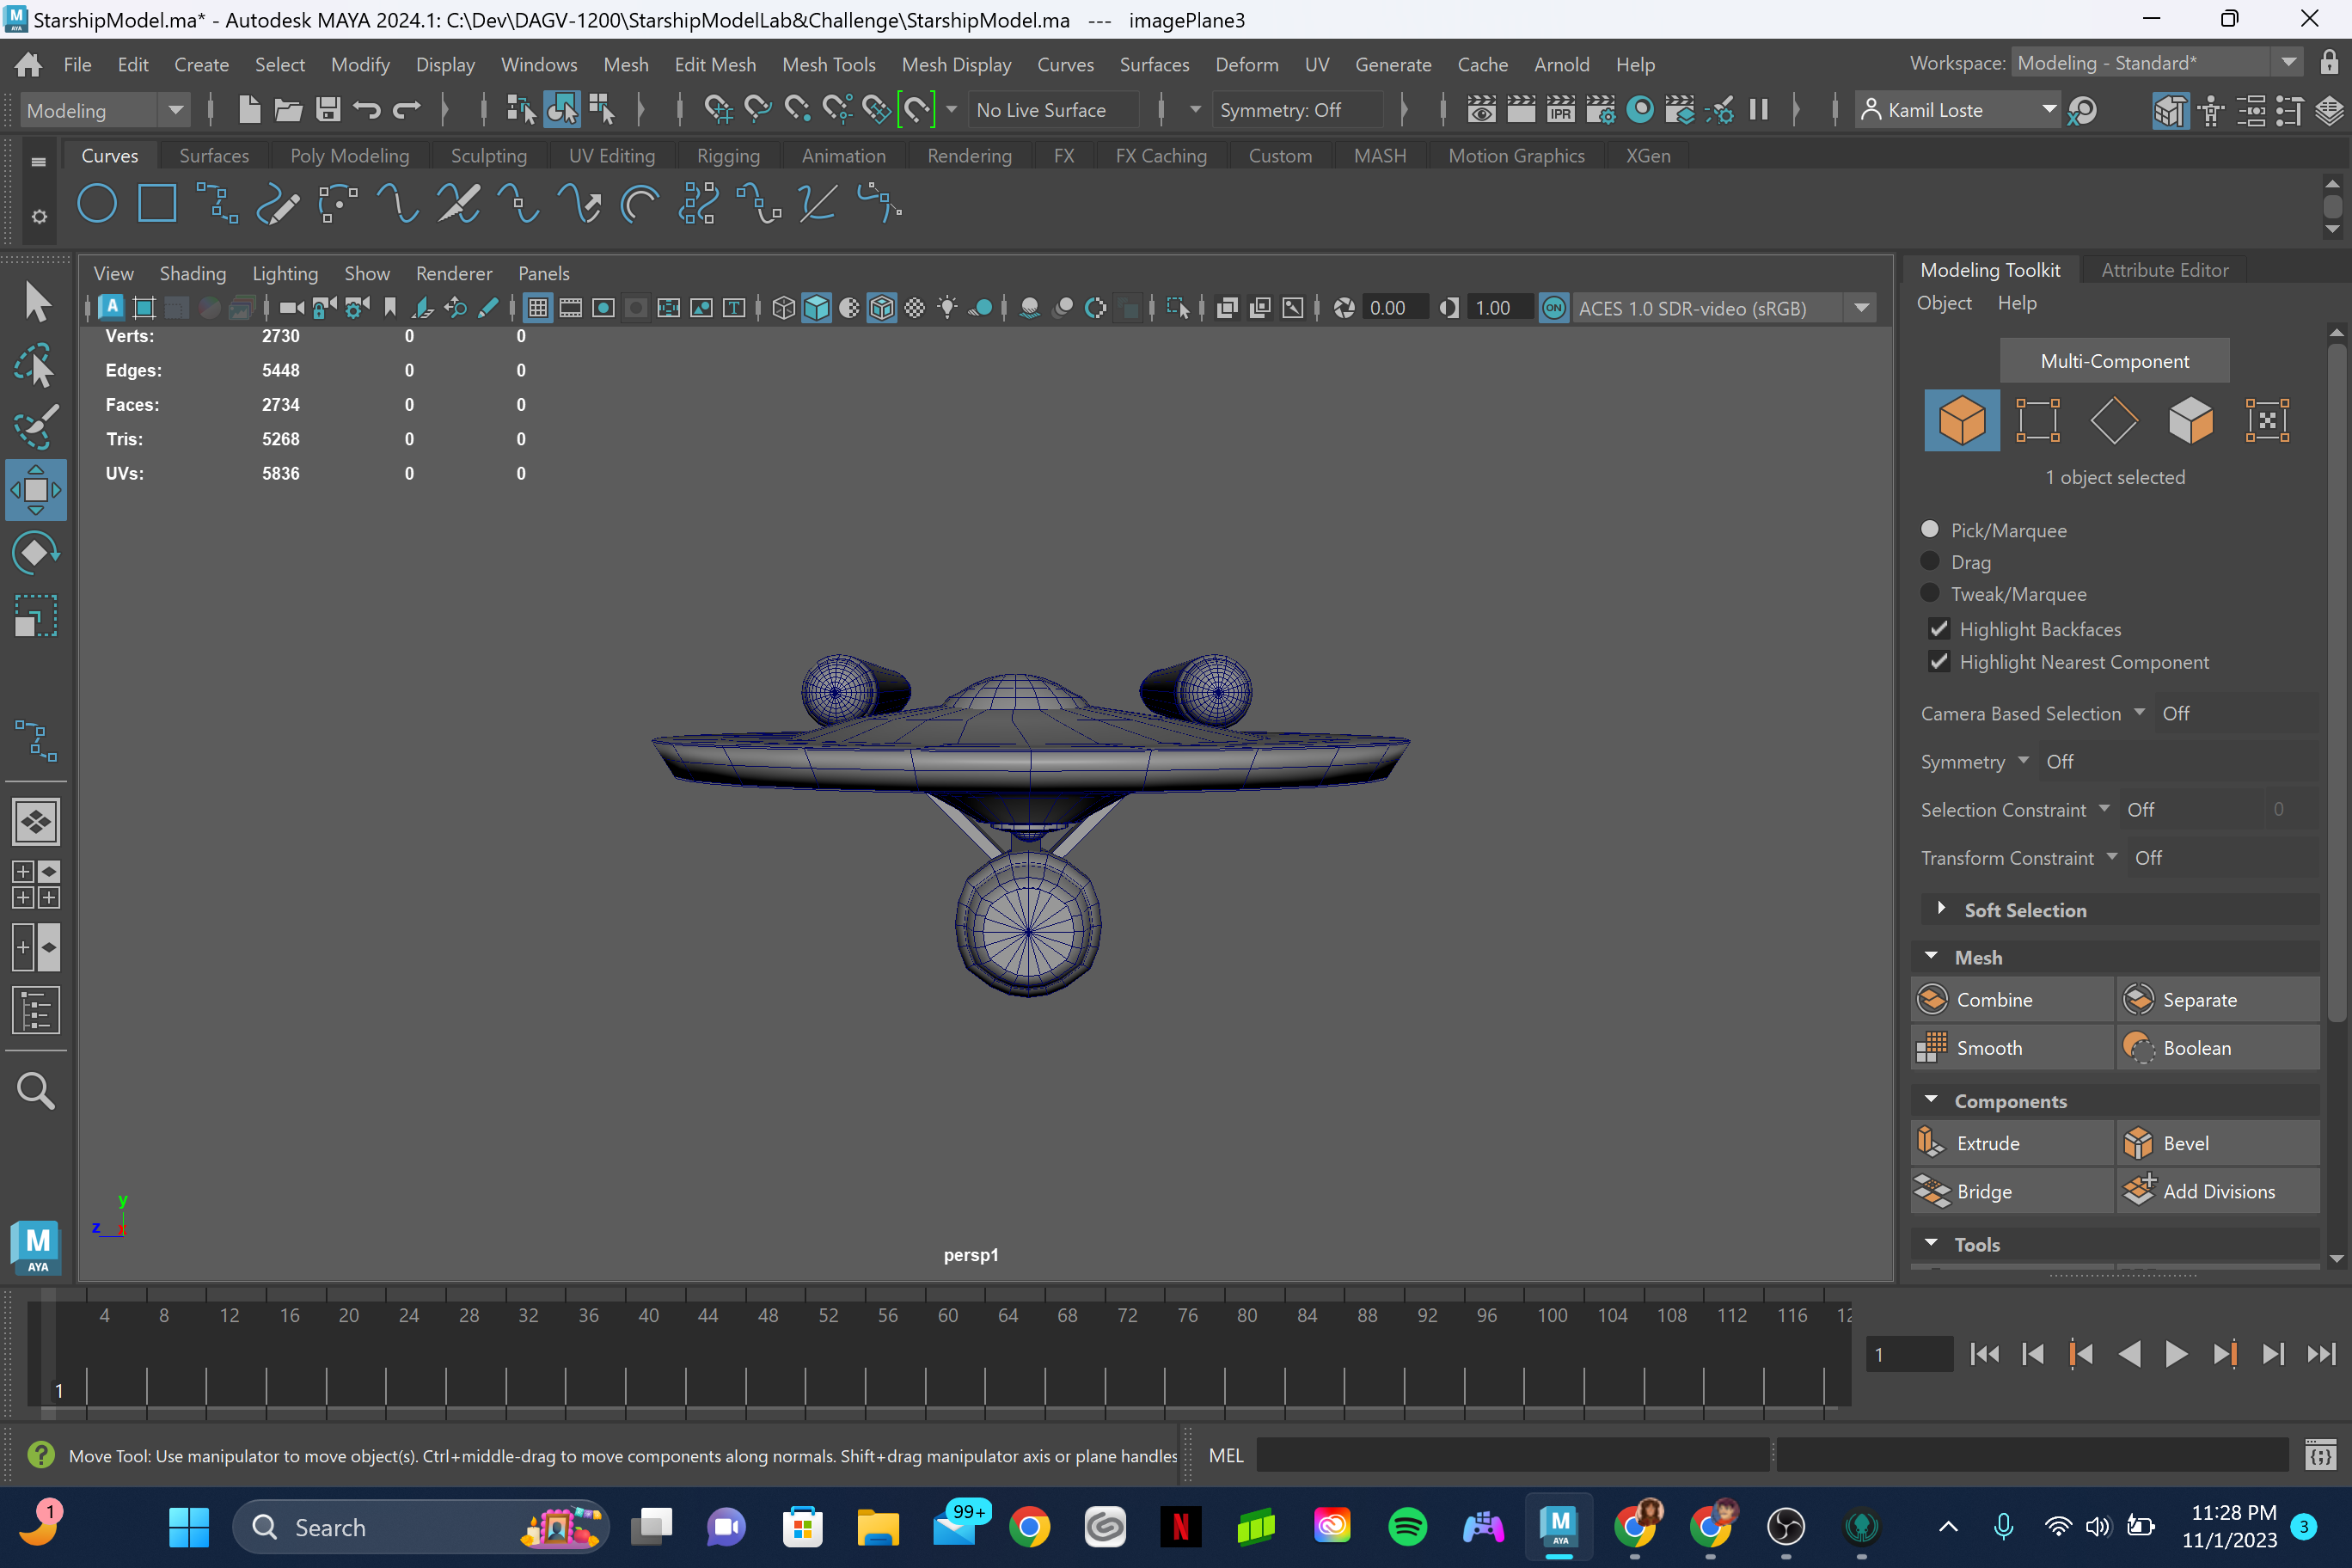 StarshipModel.ma* - Autodesk MAYA 2024.1: C:\Dev\DAGV-1200\StarshipModelLab&Challenge\StarshipModel.ma --- imagePlane3
File Edit Create Select Modify Display Windows Mesh Edit Mesh Mesh Tools Mesh Display Curves Surfaces Deform UV Generate Cache Arnold Help
Workspace: Modeling - Standard*
Modeling
No Live Surface
Symmetry: Off
IPR
Kamil Loste
Curves Surfaces Poly Modeling Sculpting UV Editing Rigging Animation Rendering FX FX Caching Custom MASH Motion Graphics XGen
View Shading Lighting Show Renderer Panels
0.00
1.00
ON
ACES 1.0 SDR-video (sRGB)
Verts: 2730 0 0
Edges: 5448 0 0
Faces: 2734 0 0
Tris: 5268 0 0
UVs: 5836 0 0
y
z x
persp1
Modeling Toolkit Attribute Editor
Object Help
Multi-Component
1 object selected
Pick/Marquee
Drag
Tweak/Marquee
Highlight Backfaces
Highlight Nearest Component
Camera Based Selection Off
Symmetry Off
Selection Constraint Off 0
Transform Constraint Off
Soft Selection
Mesh
Combine Separate
Smooth Boolean
Components
Extrude Bevel
Bridge Add Divisions
Tools
M
AYA
4 8 12 16 20 24 28 32 36 40 44 48 52 56 60 64 68 72 76 80 84 88 92 96 100 104 108 112 116 12
1
1
Move Tool: Use manipulator to move object(s). Ctrl+middle-drag to move components along normals. Shift+drag manipulator axis or plane handles
MEL
1
Search
99+
N
M
AYA
11:28 PM
11/1/2023
3